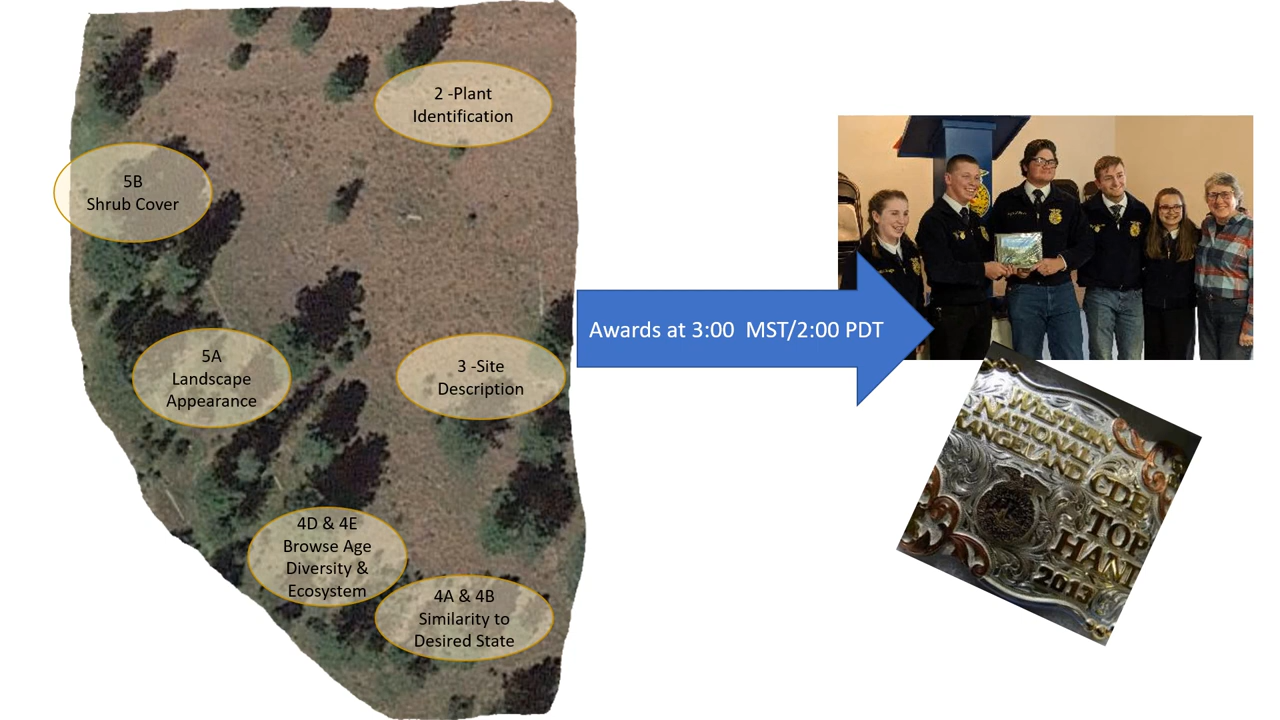 2 -Plant
Identification
5B
Shrub Cover
5A
Landscape
Appearance
3 -Site
Description
4D & 4E
Browse Age
Diversity &
Ecosystem
4A & 4B
Similarity to
Desired State
Awards at 3:00  MST/2:00 PDT
WESTERN
NATIONAL
RANGELAND CDE
TOP
HAND
2013